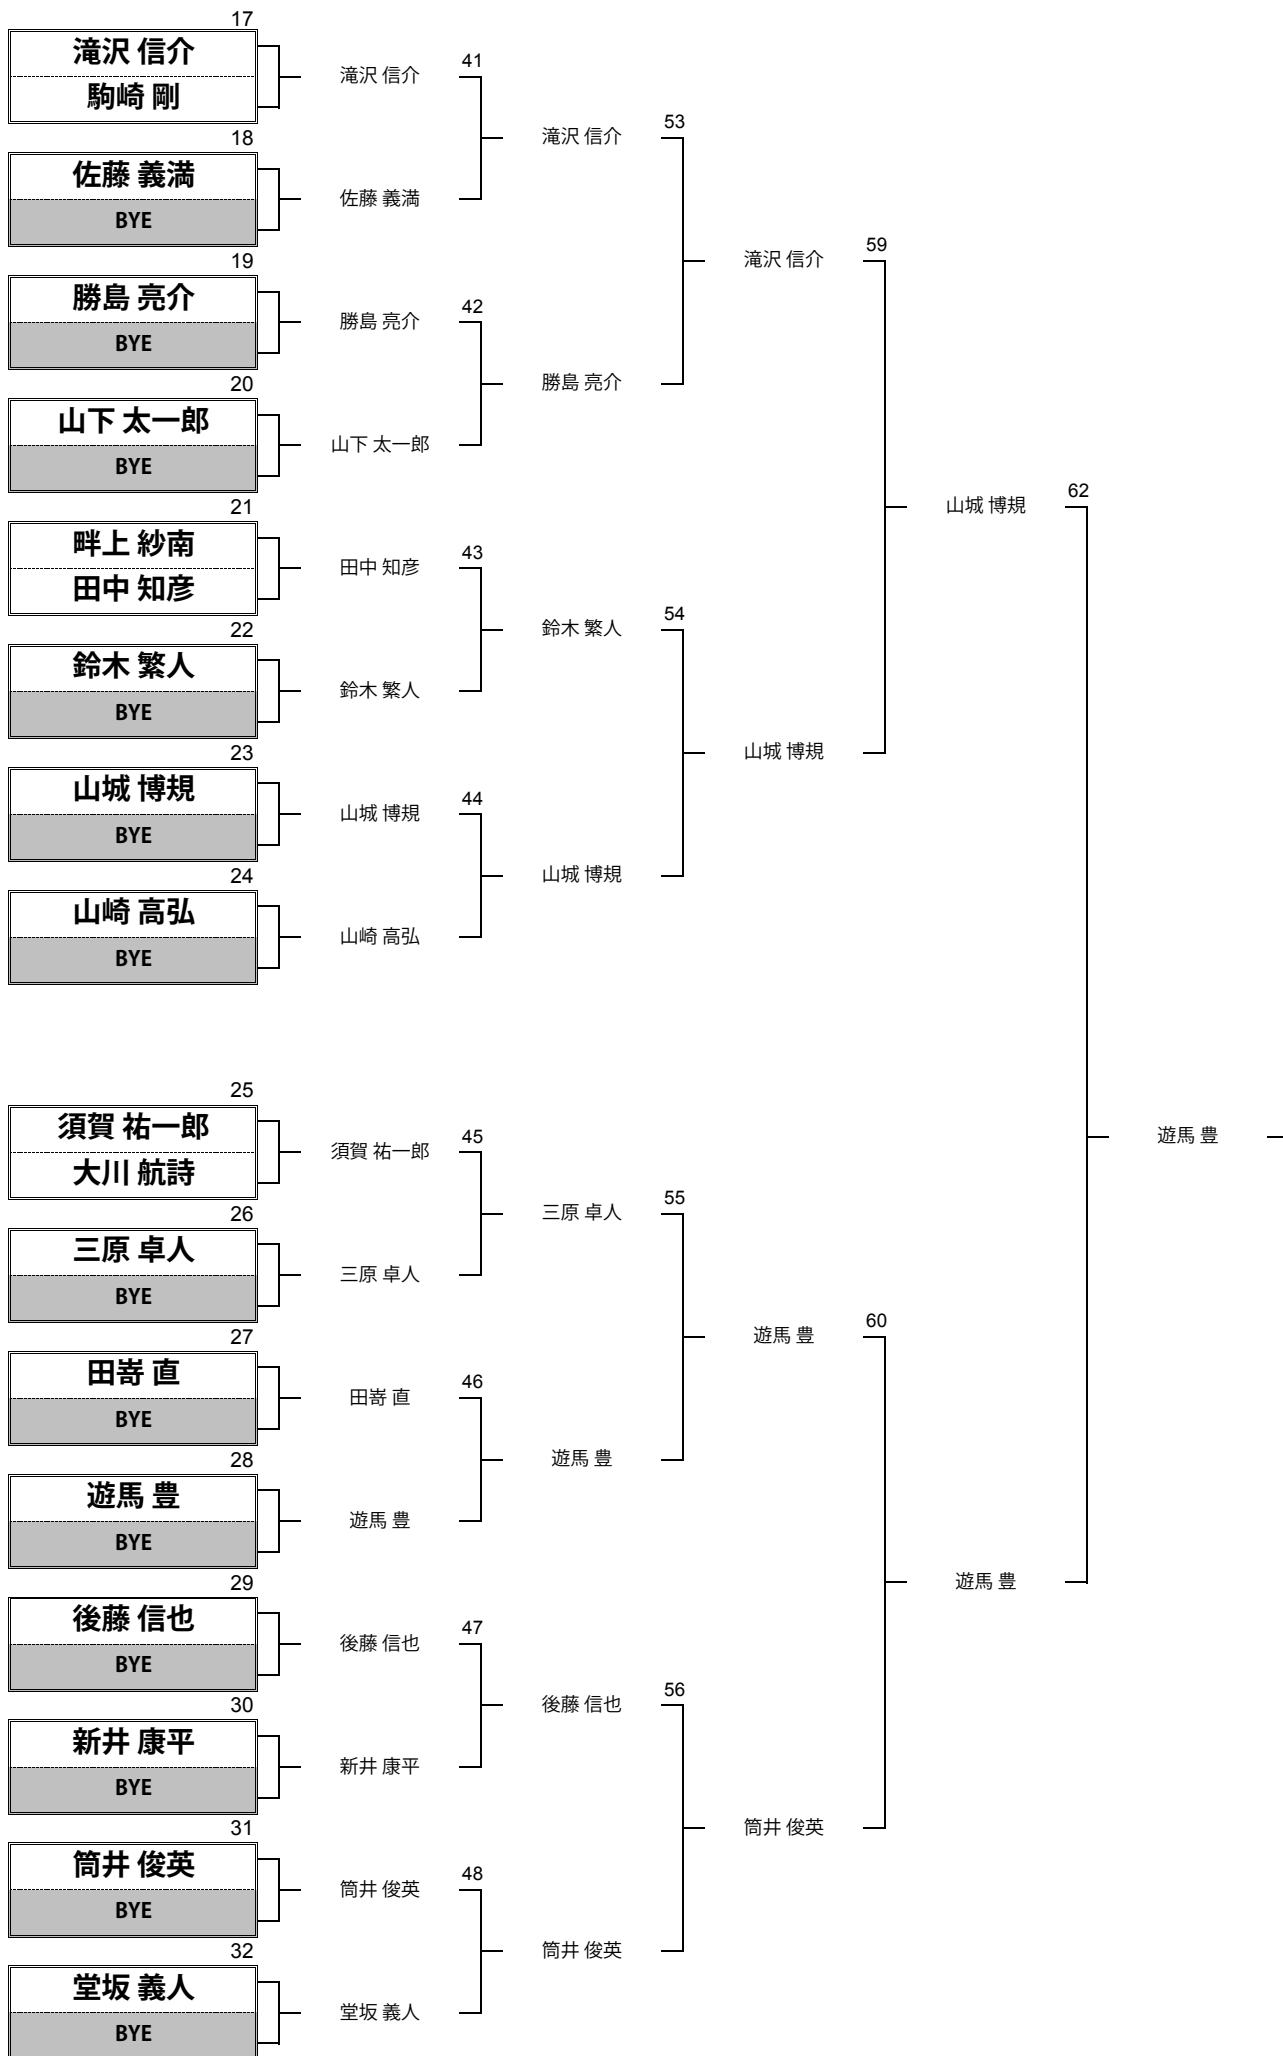 17
滝沢 信介
駒崎 剛
滝沢 信介
41
18
佐藤 義満
BYE
佐藤 義満
滝沢 信介
53
19
勝島 亮介
BYE
勝島 亮介
42
20
山下 太一郎
BYE
山下 太一郎
勝島 亮介
滝沢 信介
59
21
畔上 紗南
田中 知彦
田中 知彦
43
22
鈴木 繁人
BYE
鈴木 繁人
鈴木 繁人
54
23
山城 博規
BYE
山城 博規
44
24
山崎 高弘
BYE
山崎 高弘
山城 博規
山城 博規
山城 博規
62
25
須賀 祐一郎
大川 航詩
須賀 祐一郎
45
26
三原 卓人
BYE
三原 卓人
三原 卓人
55
27
田嵜 直
BYE
田嵜 直
46
28
遊馬 豊
BYE
遊馬 豊
遊馬 豊
遊馬 豊
60
29
後藤 信也
BYE
後藤 信也
47
30
新井 康平
BYE
新井 康平
後藤 信也
56
31
筒井 俊英
BYE
筒井 俊英
48
32
堂坂 義人
BYE
堂坂 義人
筒井 俊英
筒井 俊英
遊馬 豊
遊馬 豊